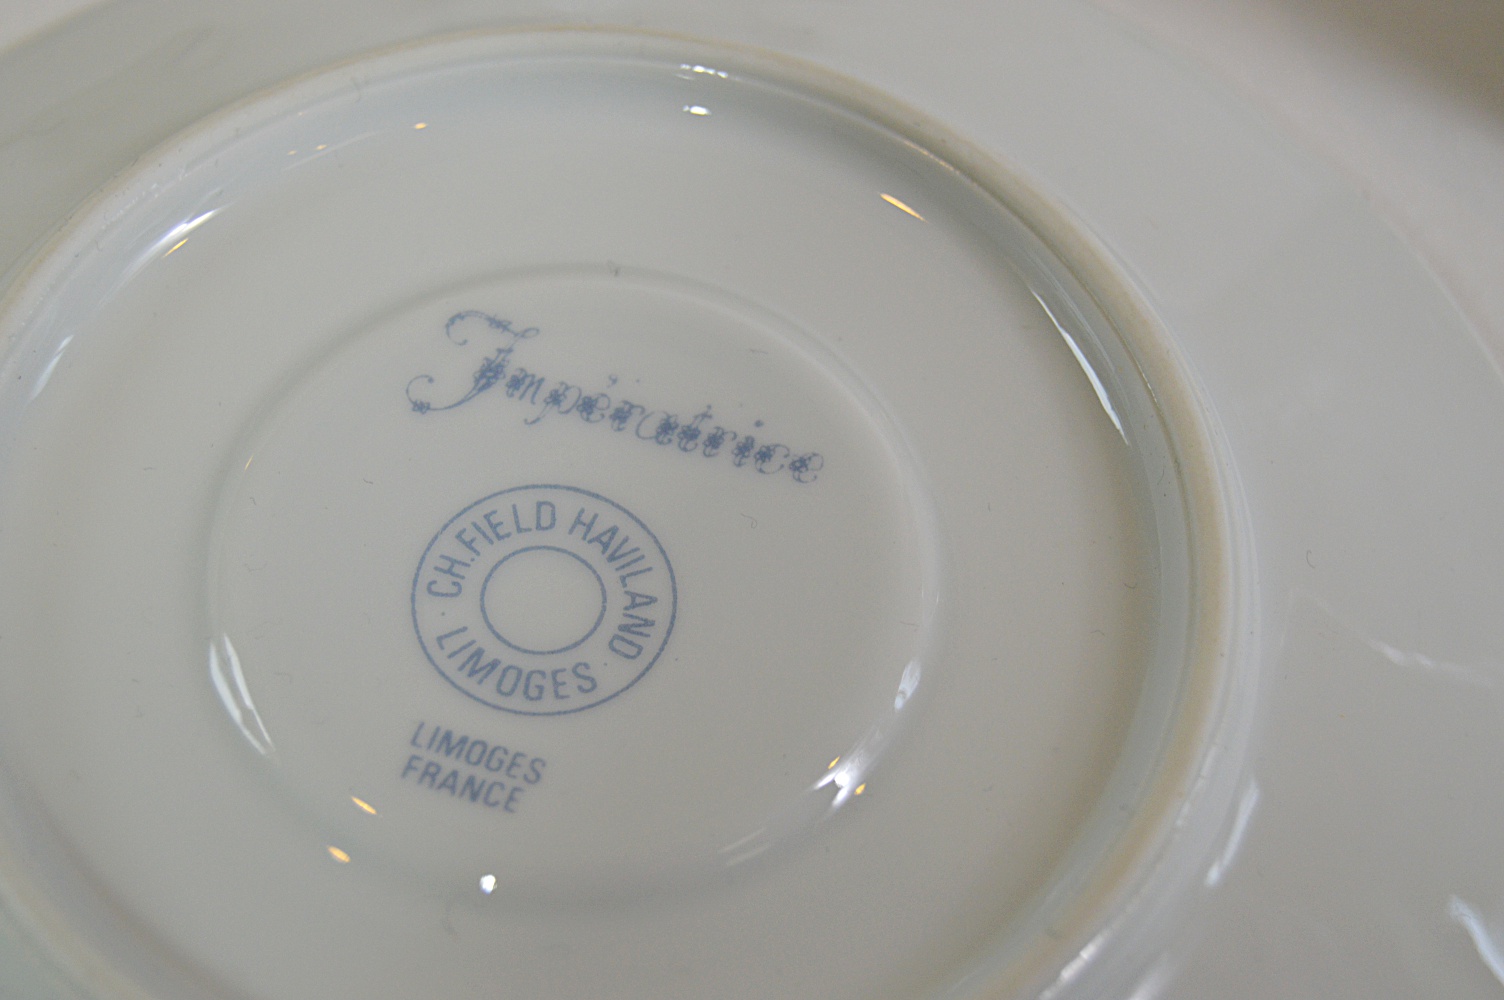 Impératrice
CH.FIELD HAVILAND
· LIMOGES ·
LIMOGES
FRANCE